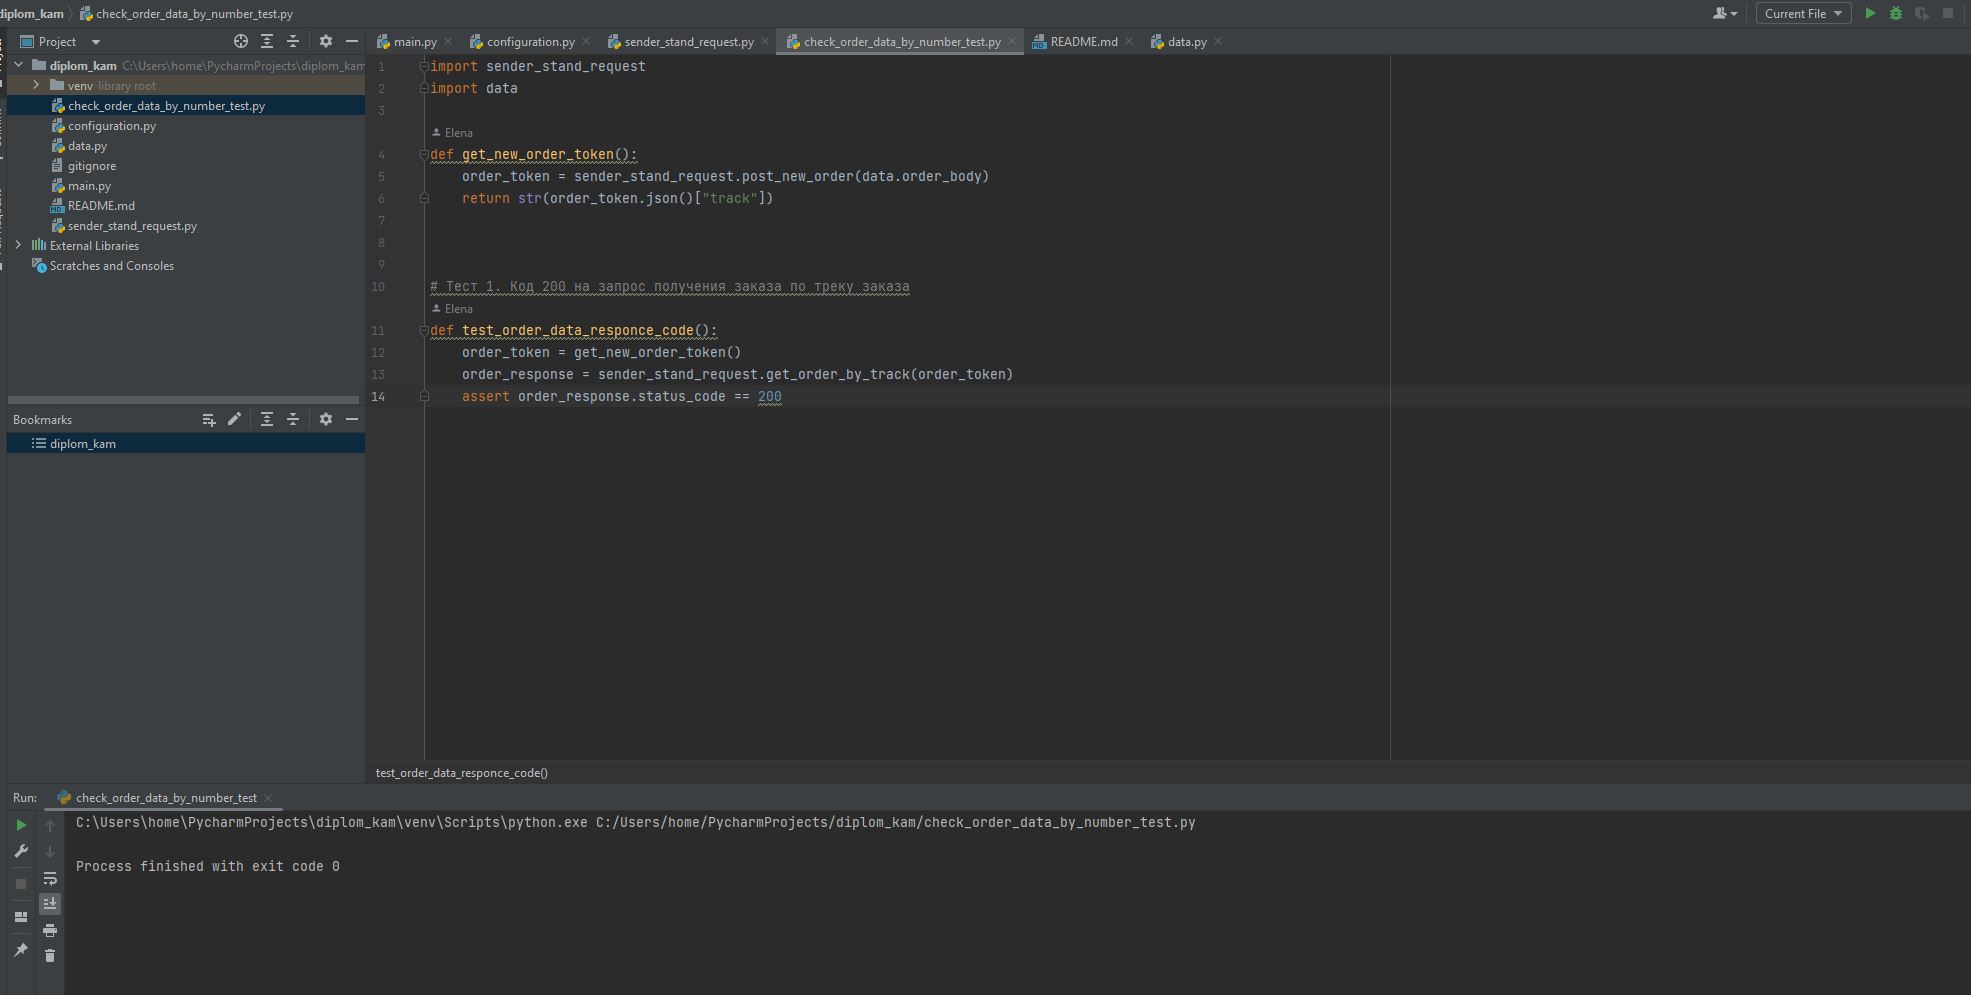 diplom_kam check_order_data_by_number_test.py Current File
Project main.py configuration.py sender_stand_request.py check_order_data_by_number_test.py README.md data.py
diplom_kam C:\Users\home\PycharmProjects\diplom_kam
venv library root
check_order_data_by_number_test.py
configuration.py
data.py
gitignore
main.py
README.md
sender_stand_request.py
External Libraries
Scratches and Consoles
Bookmarks
diplom_kam
1 import sender_stand_request
2 import data
3
Elena
4 def get_new_order_token():
5 order_token = sender_stand_request.post_new_order(data.order_body)
6 return str(order_token.json()["track"])
7
8
9
10 # Тест 1. Код 200 на запрос получения заказа по треку заказа
Elena
11 def test_order_data_responce_code():
12 order_token = get_new_order_token()
13 order_response = sender_stand_request.get_order_by_track(order_token)
14 assert order_response.status_code == 200
test_order_data_responce_code()
Run: check_order_data_by_number_test
C:\Users\home\PycharmProjects\diplom_kam\venv\Scripts\python.exe C:/Users/home/PycharmProjects/diplom_kam/check_order_data_by_number_test.py
Process finished with exit code 0